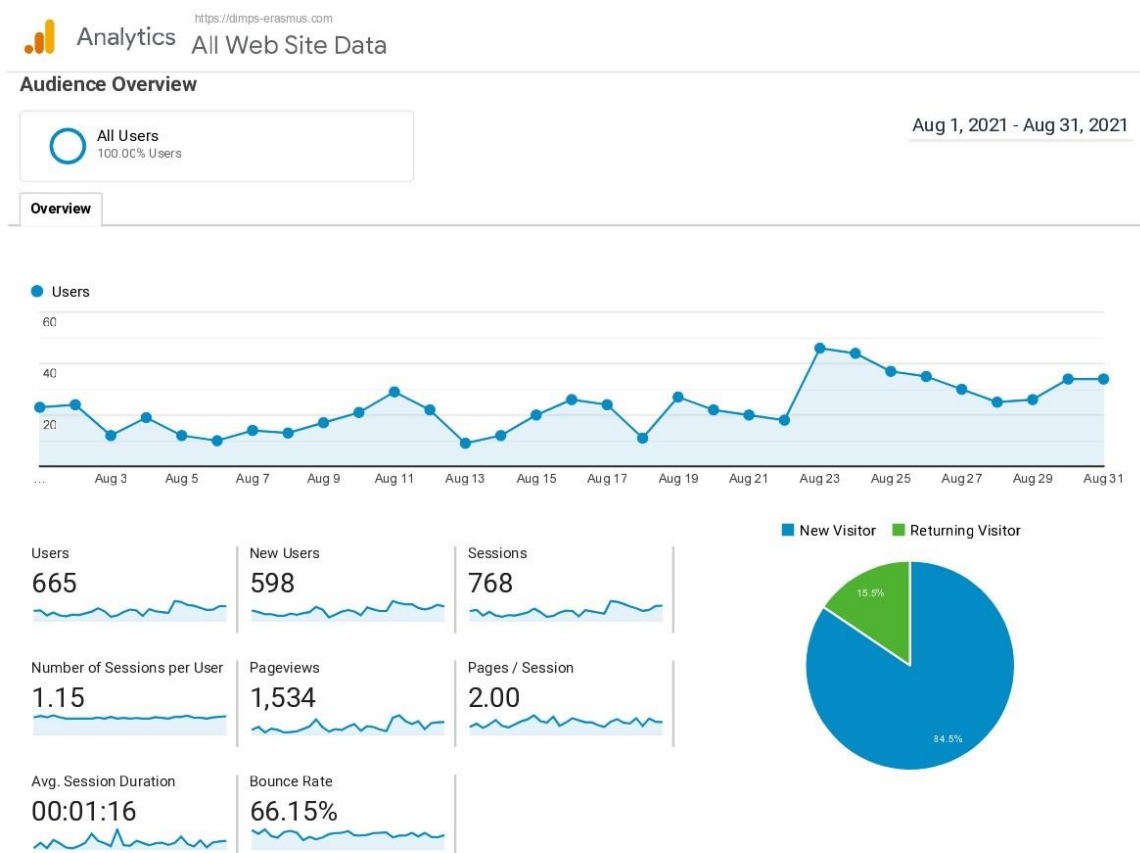 https://dimps-erasmus.com
Analytics All Web Site Data
Audience Overview
All Users
100.00% Users
Aug 1, 2021 - Aug 31, 2021
Overview
Users
60
40
20
... Aug 3 Aug 5 Aug 7 Aug 9 Aug 11 Aug 13 Aug 15 Aug 17 Aug 19 Aug 21 Aug 23 Aug 25 Aug 27 Aug 29 Aug 31
New Visitor Returning Visitor
Users New Users Sessions
665 598 768
15.5%
Number of Sessions per User Pageviews Pages / Session
1.15 1,534 2.00
84.5%
Avg. Session Duration Bounce Rate
00:01:16 66.15%